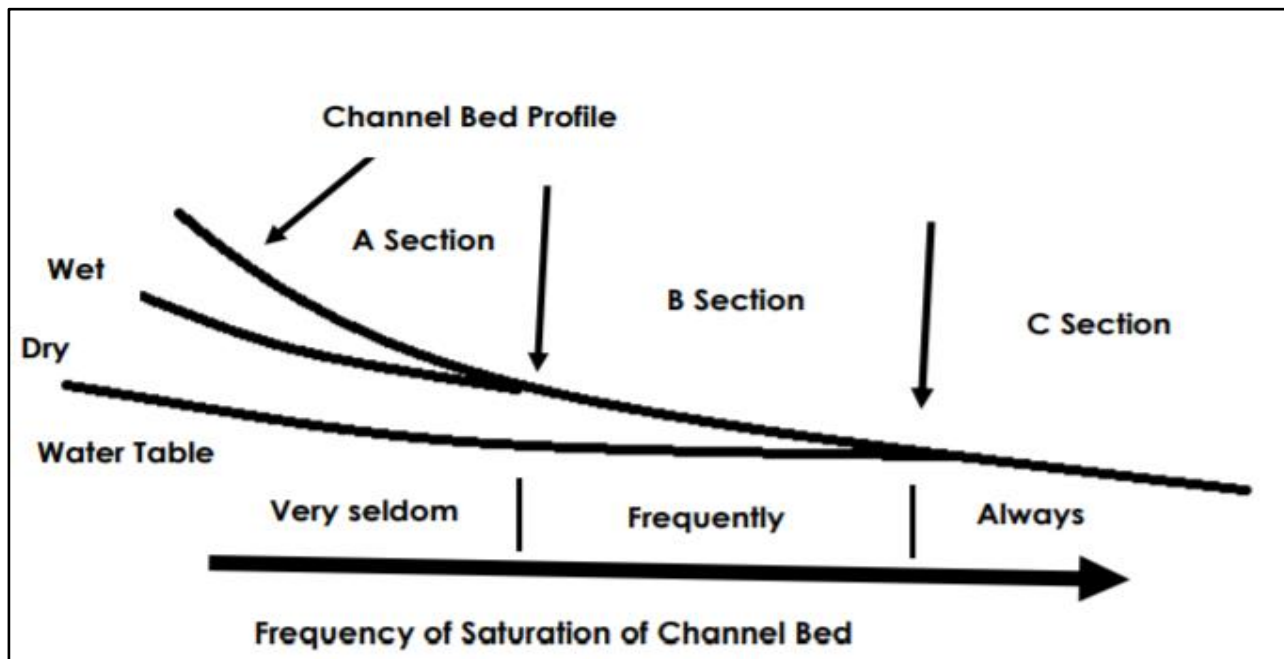 Channel Bed Profile
A Section
Wet
B Section
C Section
Dry
Water Table
Very seldom
Frequently
Always
Frequency of Saturation of Channel Bed